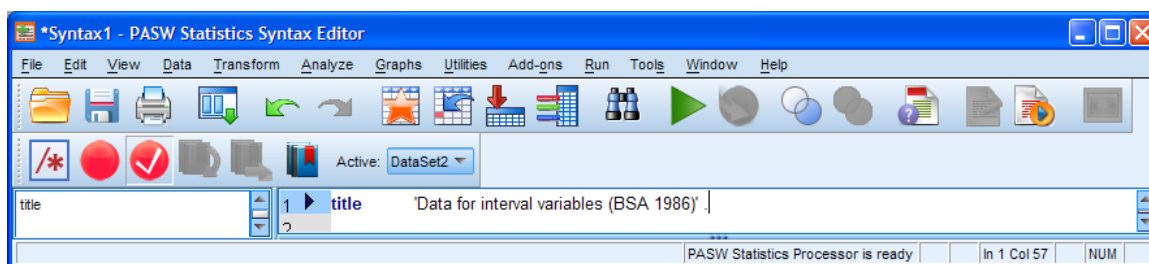 *Syntax1 - PASW Statistics Syntax Editor
File Edit View Data Transform Analyze Graphs Utilities Add-ons Run Tools Window Help
/* Active: DataSet2
title 1 title 'Data for interval variables (BSA 1986)' .
2
PASW Statistics Processor is ready In 1 Col 57 NUM